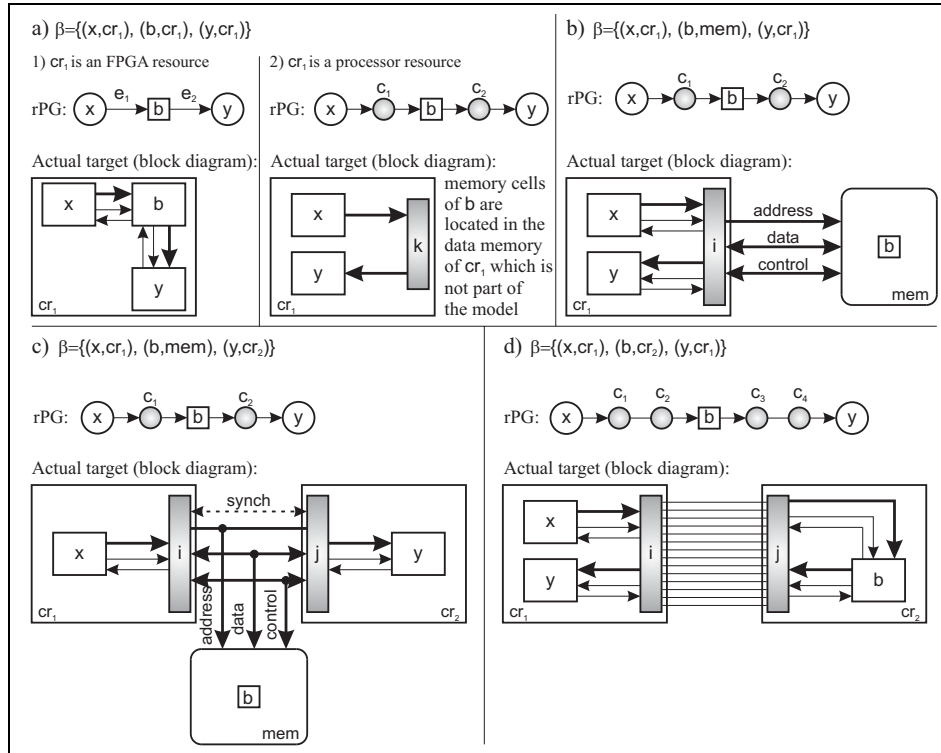 a) β={(x,cr₁), (b,cr₁), (y,cr₁)}
1) cr₁ is an FPGA resource
rPG: x e₁ b e₂ y
Actual target (block diagram):
x b
y
cr₁
2) cr₁ is a processor resource
rPG: x c₁ b c₂ y
Actual target (block diagram):
x
y
k
cr₁
memory cells
of b are
located in the
data memory
of cr₁ which is
not part of
the model
b) β={(x,cr₁), (b,mem), (y,cr₁)}
rPG: x c₁ b c₂ y
Actual target (block diagram):
x
y
i
cr₁
address
data
control
b
mem
c) β={(x,cr₁), (b,mem), (y,cr₂)}
rPG: x c₁ b c₂ y
Actual target (block diagram):
synch
x i j y
cr₁ cr₂
address
data
control
b
mem
d) β={(x,cr₁), (b,cr₂), (y,cr₁)}
rPG: x c₁ c₂ b c₃ c₄ y
Actual target (block diagram):
x
y
i j
b
cr₁ cr₂